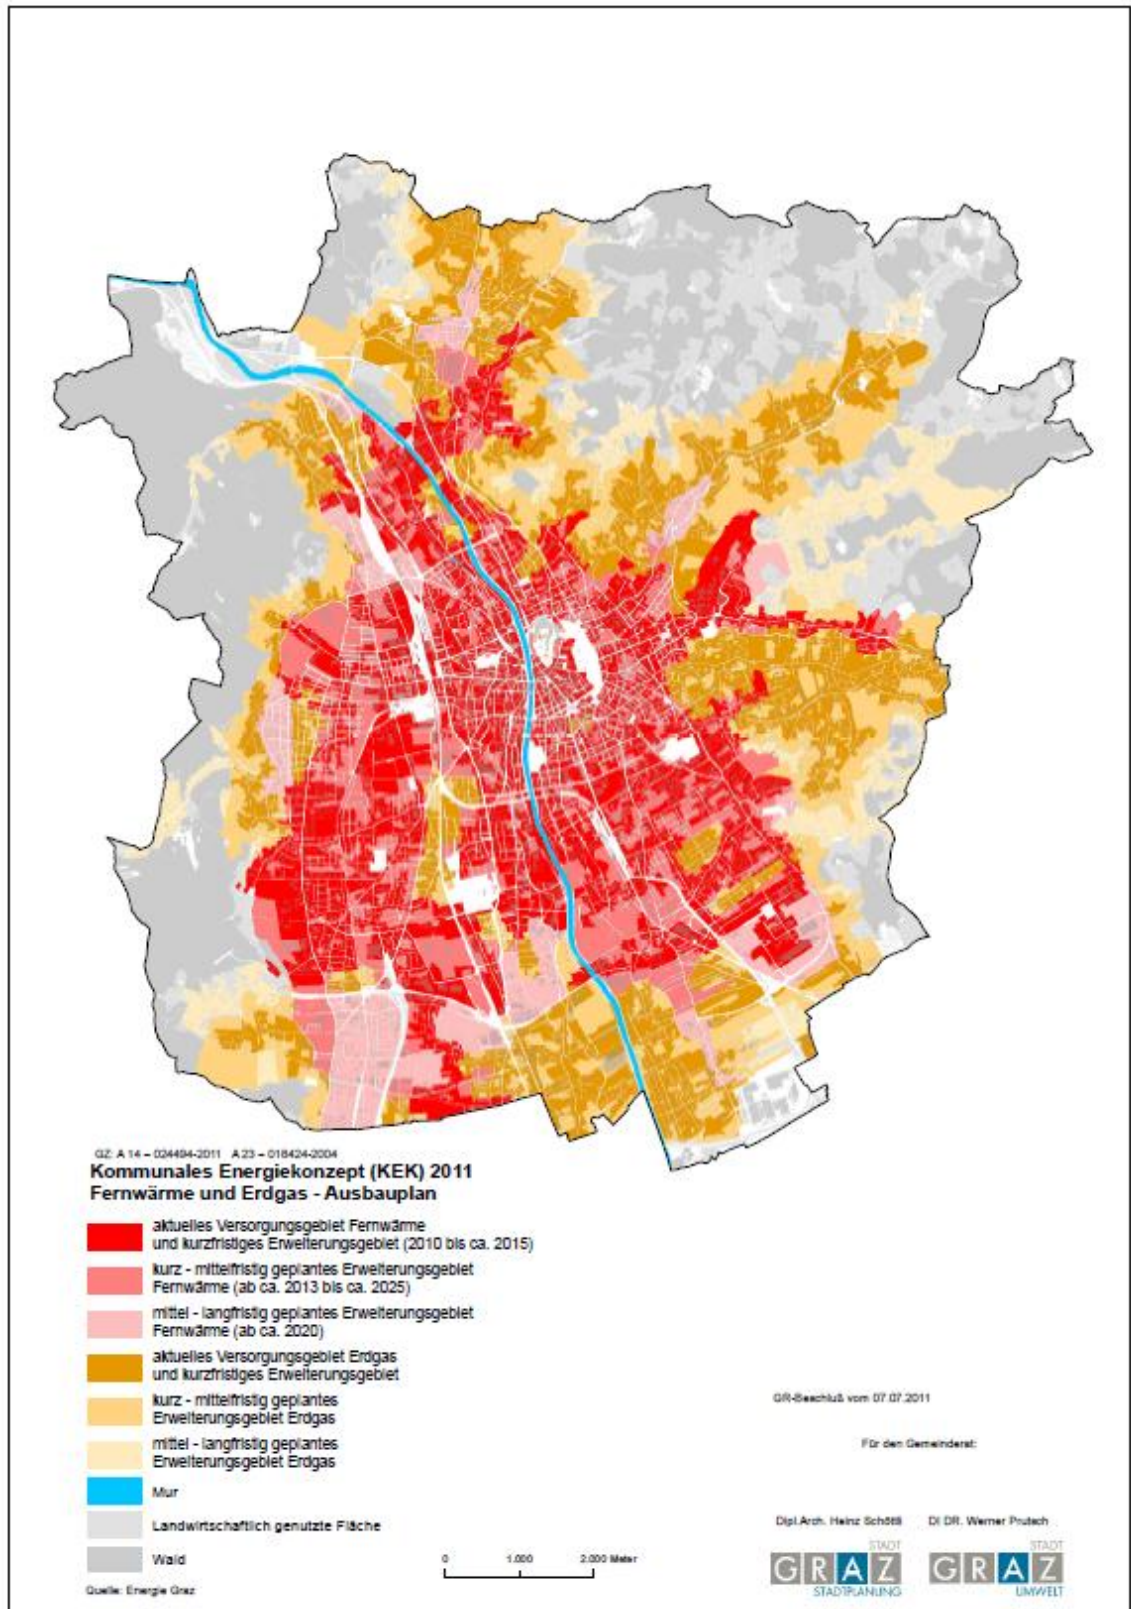 GZ: A 14 – 024494-2011   A 23 – 018424-2004
Kommunales Energiekonzept (KEK) 2011
Fernwärme und Erdgas - Ausbauplan
aktuelles Versorgungsgebiet Fernwärme
und kurzfristiges Erweiterungsgebiet (2010 bis ca. 2015)
kurz - mittelfristig geplantes Erweiterungsgebiet
Fernwärme (ab ca. 2013 bis ca. 2025)
mittel - langfristig geplantes Erweiterungsgebiet
Fernwärme (ab ca. 2020)
aktuelles Versorgungsgebiet Erdgas
und kurzfristiges Erweiterungsgebiet
kurz - mittelfristig geplantes
Erweiterungsgebiet Erdgas
mittel - langfristig geplantes
Erweiterungsgebiet Erdgas
Mur
Landwirtschaftlich genutzte Fläche
Wald
Quelle: Energie Graz
0 1.000 2.000 Meter
GR-Beschluß vom 07.07.2011
Für den Gemeinderat:
Dipl.Arch. Heinz Schöttli DI DR. Werner Prutsch
STADT
GRAZ
STADTPLANUNG
STADT
GRAZ
UMWELT